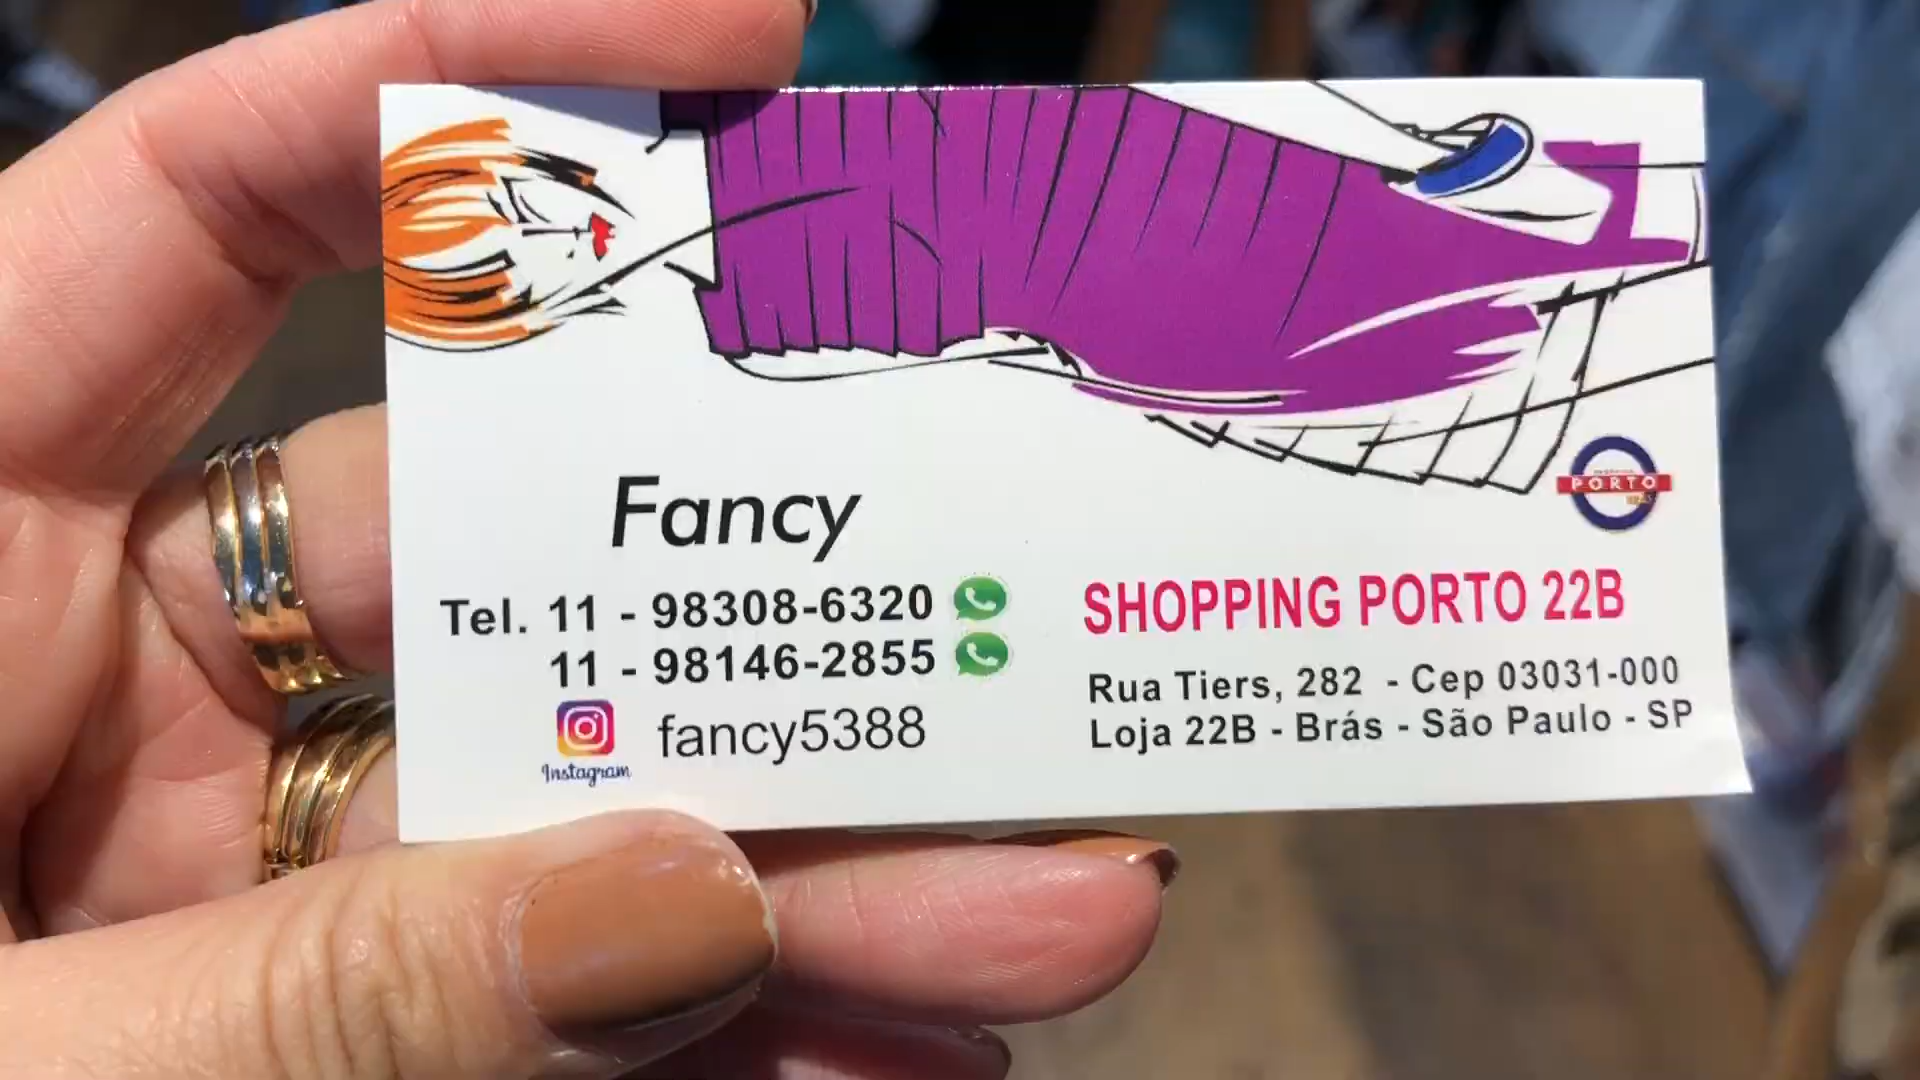 PORTO
Fancy
Tel. 11 - 98308-6320
11 - 98146-2855
Instagram
fancy5388
SHOPPING PORTO 22B
Rua Tiers, 282 - Cep 03031-000
Loja 22B - Brás - São Paulo - SP